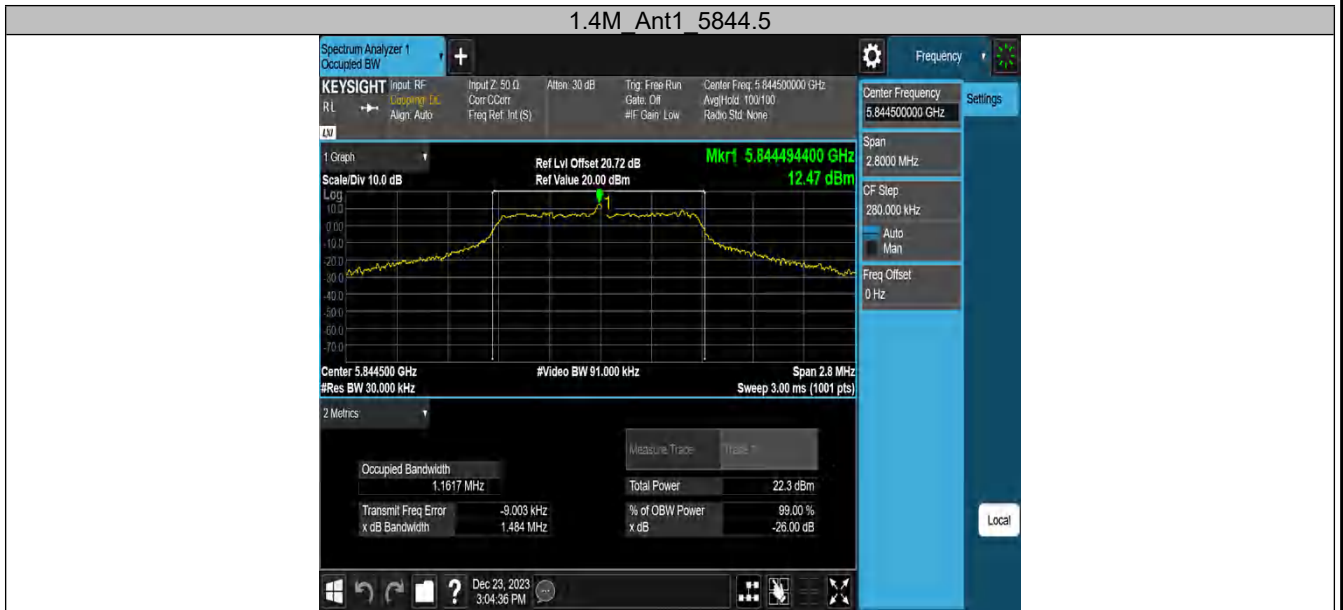 1.4M_Ant1_5844.5
Spectrum Analyzer 1
Occupied BW
+
Frequency
KEYSIGHT
RL
LXI
Input: RF
Coupling: DC
Align: Auto
Input Z: 50 Ω
Corr CCorr
Freq Ref: Int (S)
Atten: 30 dB
Trig: Free Run
Gate: Off
#IF Gain: Low
Center Freq: 5.844500000 GHz
Avg|Hold: 100/100
Radio Std: None
Center Frequency
5.844500000 GHz
Settings
Span
2.8000 MHz
CF Step
280.000 kHz
Auto
Man
Freq Offset
0 Hz
1 Graph
Scale/Div 10.0 dB
Ref Lvl Offset 20.72 dB
Ref Value 20.00 dBm
Mkr1 5.844494400 GHz
12.47 dBm
Log
10.0
0.00
-10.0
-20.0
-30.0
-40.0
-50.0
-60.0
-70.0
1
Center 5.844500 GHz
#Video BW 91.000 kHz
Span 2.8 MHz
#Res BW 30.000 kHz
Sweep 3.00 ms (1001 pts)
2 Metrics
Measure Trace
Trace 1
Occupied Bandwidth
1.1617 MHz
Total Power
22.3 dBm
Transmit Freq Error
-9.003 kHz
% of OBW Power
99.00 %
x dB Bandwidth
1.484 MHz
x dB
-26.00 dB
Local
?
Dec 23, 2023
3:04:36 PM